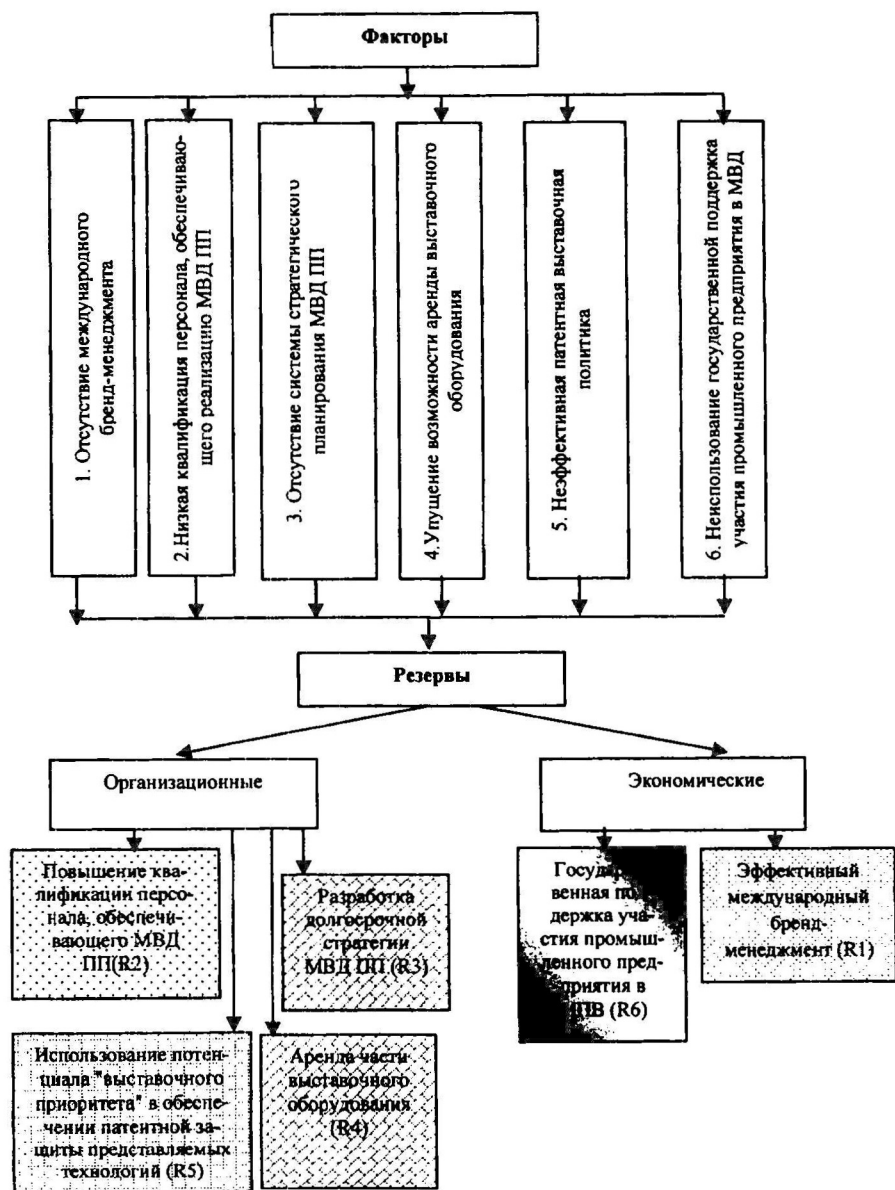 Факторы
1. Отсутствие международного
бренд-менеджмента
2.Низкая квалификация персонала, обеспечиваю-
щего реализацию МВД ПП
3. Отсутствие системы стратегического
планирования МВД ПП
4.Упущение возможности аренды выставочного
оборудования
5. Неэффективная патентная выставочная
политика
6. Неиспользование государственной поддержка
участия промышленного предприятия в МВД
Резервы
Организационные
Экономические
Повышение ква-
лификации персо-
нала, обеспечи-
вающего МВД
ПП(R2)
Разработка
долгосрочной
стратегии
МВД ПП (R3)
Использование потен-
циала "выставочного
приоритета" в обеспе-
чении патентной за-
щиты представляемых
технологий (R5)
Аренда части
выставочного
оборудования
(R4)
венная
держка уча-
стия промыш-
ленного пред-
приятия в
(R6)
Эффективный
международный
бренд-
менеджмент (R1)